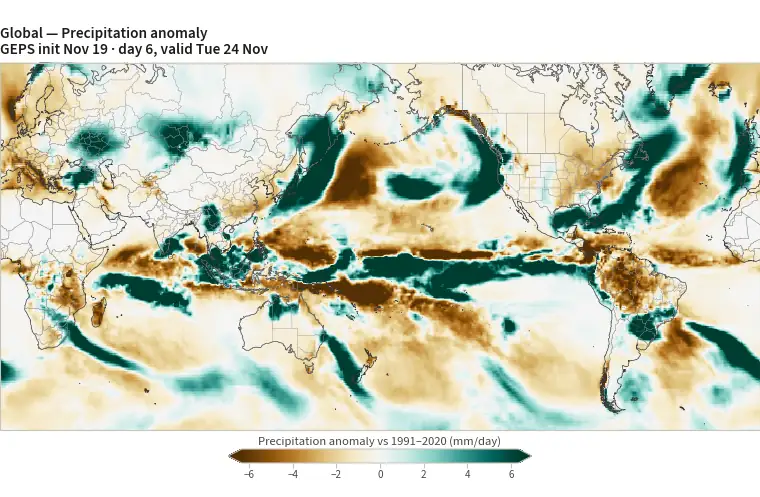 Global — Precipitation anomaly
GEPS init Nov 19 · day 6, valid Tue 24 Nov
Precipitation anomaly vs 1991–2020 (mm/day)
−6 −4 −2 0 2 4 6